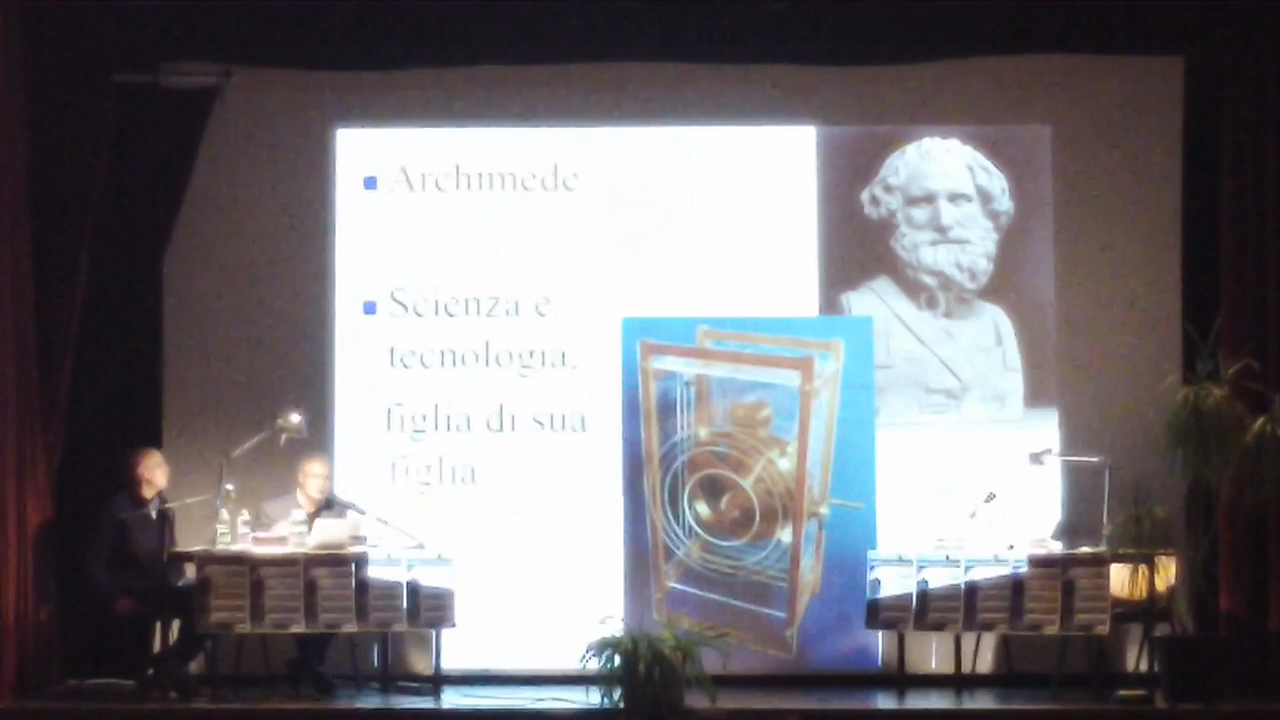 Archimede
Scienza e
tecnologia,
figlia di sua
figlia